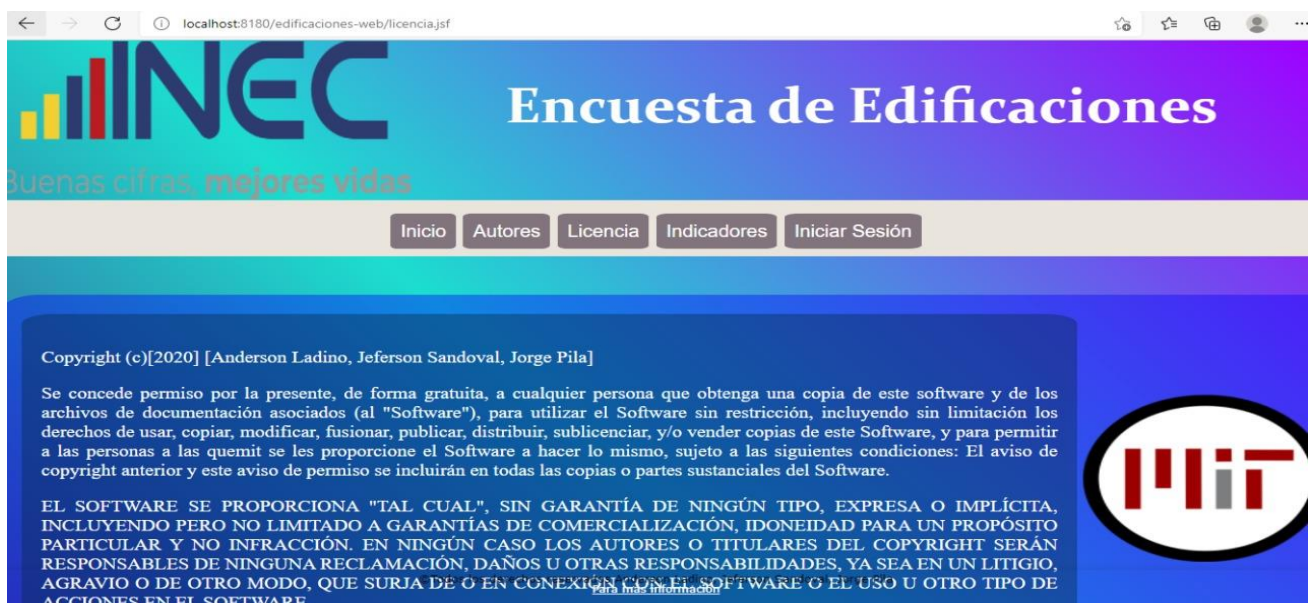 localhost:8180/edificaciones-web/licencia.jsf
INEC
Buenas cifras, mejores vidas
Encuesta de Edificaciones
Inicio Autores Licencia Indicadores Iniciar Sesión
Copyright (c)[2020] [Anderson Ladino, Jeferson Sandoval, Jorge Pila]
Se concede permiso por la presente, de forma gratuita, a cualquier persona que obtenga una copia de este software y de los
archivos de documentación asociados (al "Software"), para utilizar el Software sin restricción, incluyendo sin limitación los
derechos de usar, copiar, modificar, fusionar, publicar, distribuir, sublicenciar, y/o vender copias de este Software, y para permitir
a las personas a las quemit se les proporcione el Software a hacer lo mismo, sujeto a las siguientes condiciones: El aviso de
copyright anterior y este aviso de permiso se incluirán en todas las copias o partes sustanciales del Software.
EL SOFTWARE SE PROPORCIONA "TAL CUAL", SIN GARANTÍA DE NINGÚN TIPO, EXPRESA O IMPLÍCITA,
INCLUYENDO PERO NO LIMITADO A GARANTÍAS DE COMERCIALIZACIÓN, IDONEIDAD PARA UN PROPÓSITO
PARTICULAR Y NO INFRACCIÓN. EN NINGÚN CASO LOS AUTORES O TITULARES DEL COPYRIGHT SERÁN
RESPONSABLES DE NINGUNA RECLAMACIÓN, DAÑOS U OTRAS RESPONSABILIDADES, YA SEA EN UN LITIGIO,
AGRAVIO O DE OTRO MODO, QUE SURJA DE O EN CONEXIÓN CON EL SOFTWARE O EL USO U OTRO TIPO DE
Para más información
ACCIONES EN EL SOFTWARE.
MIT